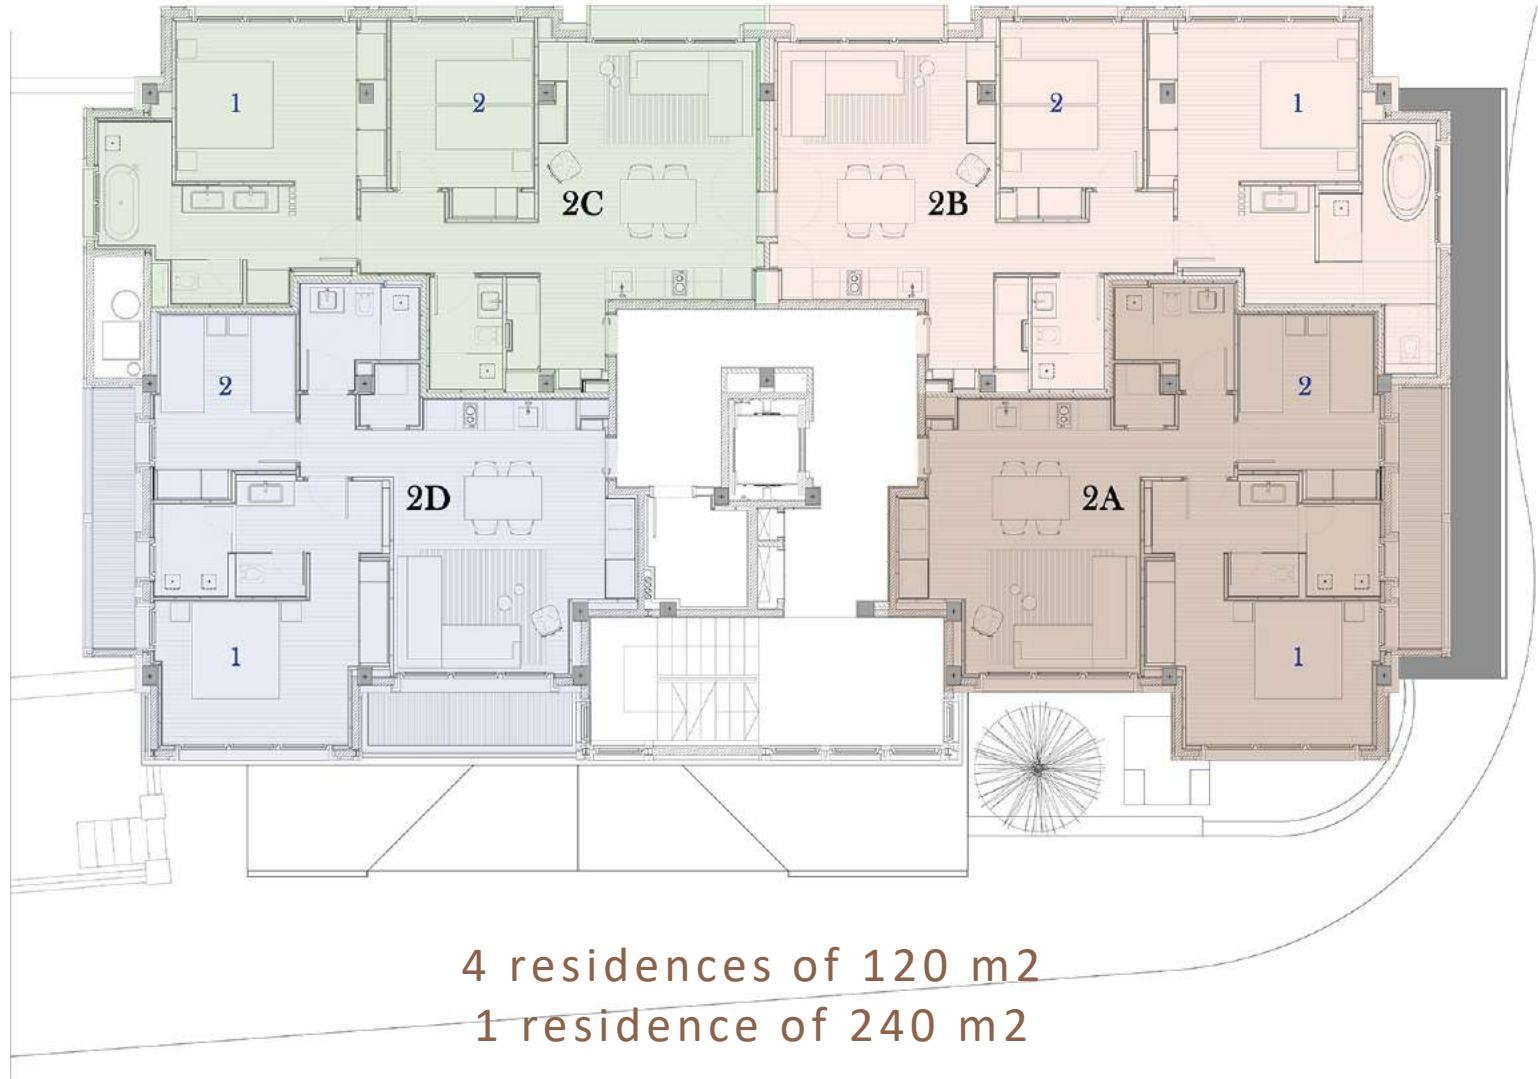 1 2 2 1
2C 2B
2 2
2D 2A
1 1
4 residences of 120 m2
1 residence of 240 m2